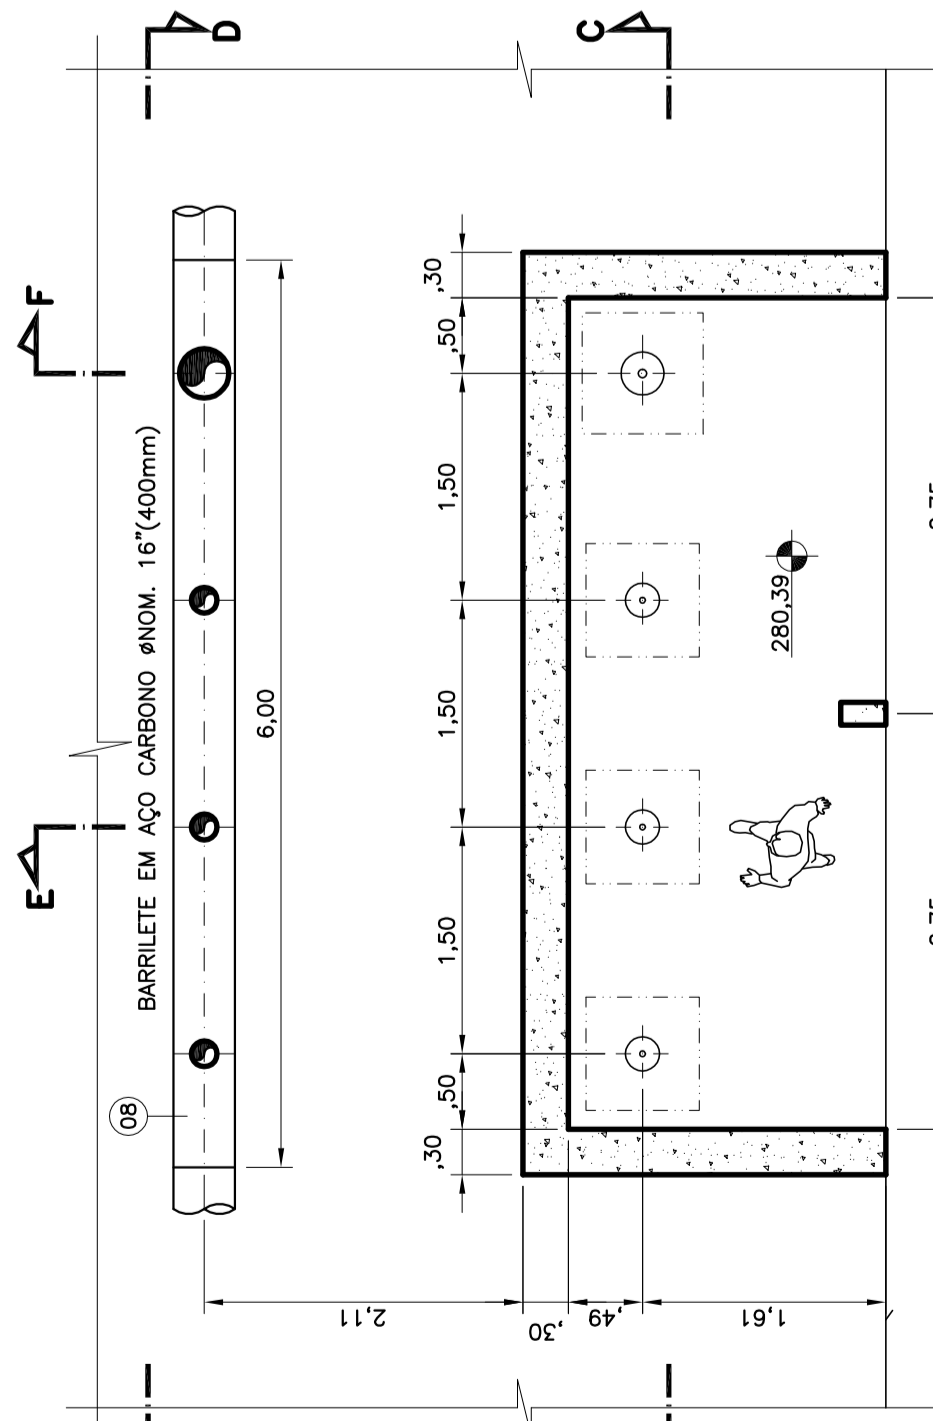 D
C
F
E
BARRILETE EM AÇO CARBONO øNOM. 16"(400mm)
08
6,00
,30
,50
1,50
1,50
1,50
,50
,30
280,39
2,11
,30
,49
1,61